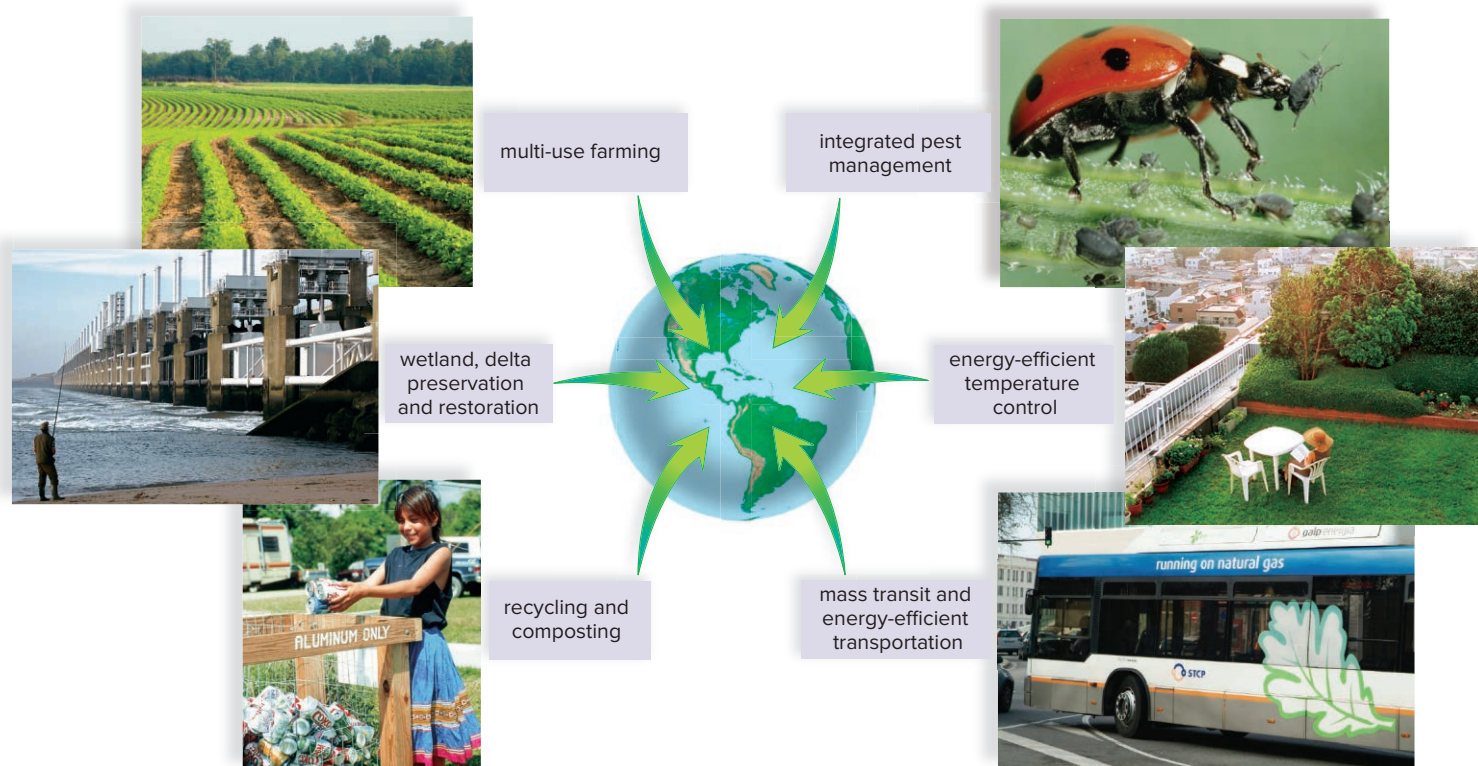 multi-use farming
integrated pest
management
wetland, delta
preservation
and restoration
energy-efficient
temperature
control
recycling and
composting
mass transit and
energy-efficient
transportation
ALUMINUM ONLY
galp energia
running on natural gas
STCP